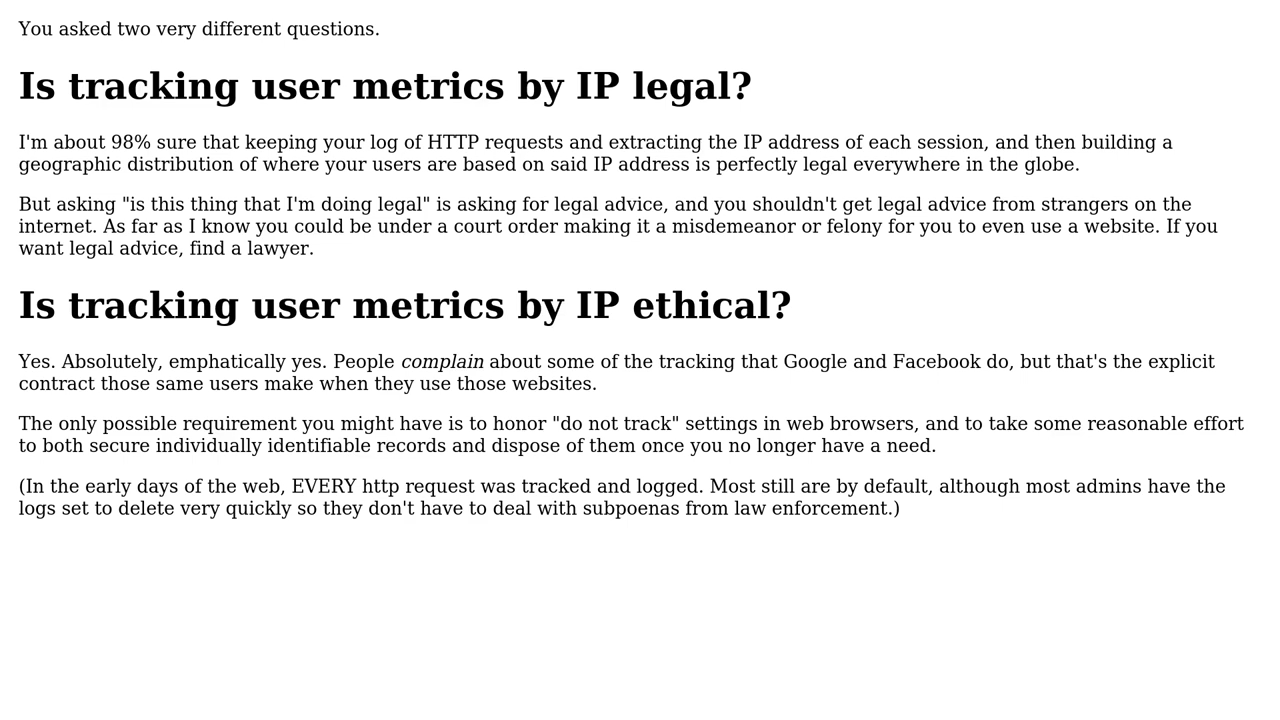 You asked two very different questions.
Is tracking user metrics by IP legal?
I'm about 98% sure that keeping your log of HTTP requests and extracting the IP address of each session, and then building a
geographic distribution of where your users are based on said IP address is perfectly legal everywhere in the globe.
But asking "is this thing that I'm doing legal" is asking for legal advice, and you shouldn't get legal advice from strangers on the
internet. As far as I know you could be under a court order making it a misdemeanor or felony for you to even use a website. If you
want legal advice, find a lawyer.
Is tracking user metrics by IP ethical?
Yes. Absolutely, emphatically yes. People complain about some of the tracking that Google and Facebook do, but that's the explicit
contract those same users make when they use those websites.
The only possible requirement you might have is to honor "do not track" settings in web browsers, and to take some reasonable effort
to both secure individually identifiable records and dispose of them once you no longer have a need.
(In the early days of the web, EVERY http request was tracked and logged. Most still are by default, although most admins have the
logs set to delete very quickly so they don't have to deal with subpoenas from law enforcement.)